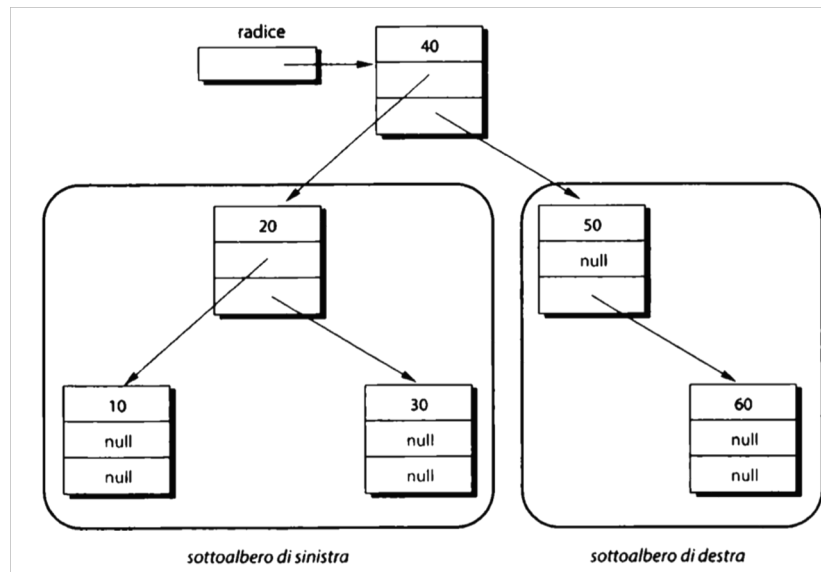 radice
40
20
50
null
10
null
null
30
null
null
60
null
null
sottoalbero di sinistra
sottoalbero di destra